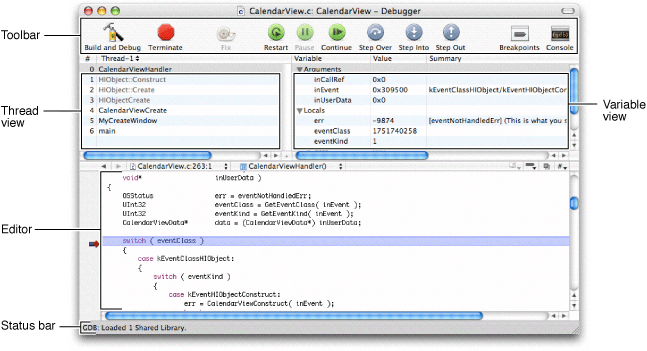 CalendarView.c: CalendarView – Debugger
Toolbar
Build and Debug Terminate Fix Restart Pause Continue Step Over Step Into Step Out Breakpoints Console
# Thread-1 Variable Value Summary
0 CalendarViewHandler
Arguments
1 HIObject::Construct
inCallRef 0x0
2 HIObject::Create
inEvent 0x309500 kEventClassHIObject/kEventHIObjectCon
3 HIObjectCreate
inUserData 0x0
Thread view
4 CalendarViewCreate
Locals
Variable view
5 MyCreateWindow
err -9874 [eventNotHandledErr] (This is what you s
6 main
eventClass 1751740258
eventKind 1
CalendarView.c:263:1 CalendarViewHandler()
void* inUserData )
{
OSStatus err = eventNotHandledErr;
UInt32 eventClass = GetEventClass( inEvent );
UInt32 eventKind = GetEventKind( inEvent );
CalendarViewData* data = (CalendarViewData*) inUserData;
Editor
switch ( eventClass )
{
case kEventClassHIObject:
{
switch ( eventKind )
{
case kEventHIObjectConstruct:
err = CalendarViewConstruct( inEvent );
Status bar
GDB: Loaded 1 Shared Library.